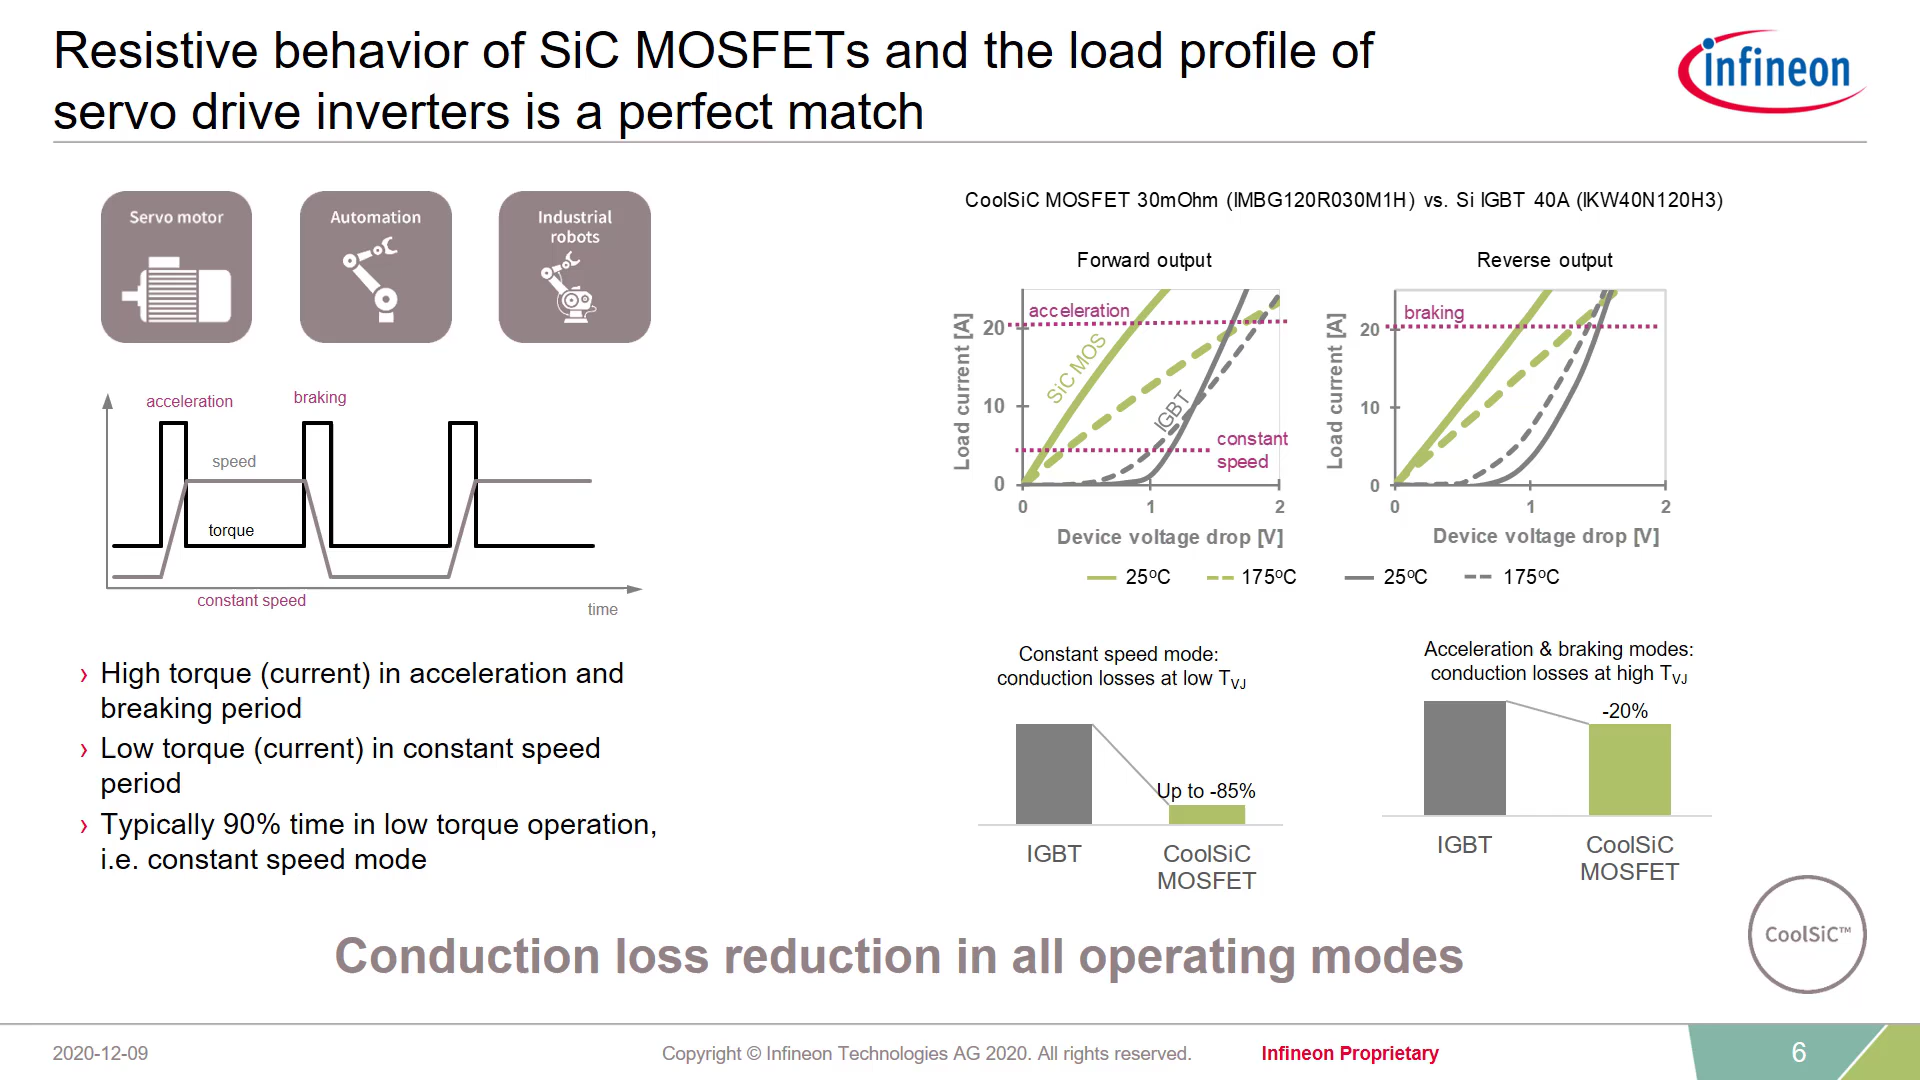 Resistive behavior of SiC MOSFETs and the load profile of
servo drive inverters is a perfect match
infineon
Servo motor
Automation
Industrial
robots
acceleration
braking
speed
torque
constant speed
time
› High torque (current) in acceleration and
breaking period
› Low torque (current) in constant speed
period
› Typically 90% time in low torque operation,
i.e. constant speed mode
CoolSiC MOSFET 30mOhm (IMBG120R030M1H) vs. Si IGBT 40A (IKW40N120H3)
Forward output
Load current [A]
20
10
0
acceleration
SiC MOS
IGBT
constant
speed
0 1 2
Device voltage drop [V]
Reverse output
Load current [A]
20
10
0
braking
0 1 2
Device voltage drop [V]
25ºC 175ºC 25ºC 175ºC
Constant speed mode:
conduction losses at low TVJ
Up to -85%
IGBT
CoolSiC
MOSFET
Acceleration & braking modes:
conduction losses at high TVJ
-20%
IGBT
CoolSiC
MOSFET
Conduction loss reduction in all operating modes
CoolSiC™
2020-12-09
Copyright © Infineon Technologies AG 2020. All rights reserved.
Infineon Proprietary
6